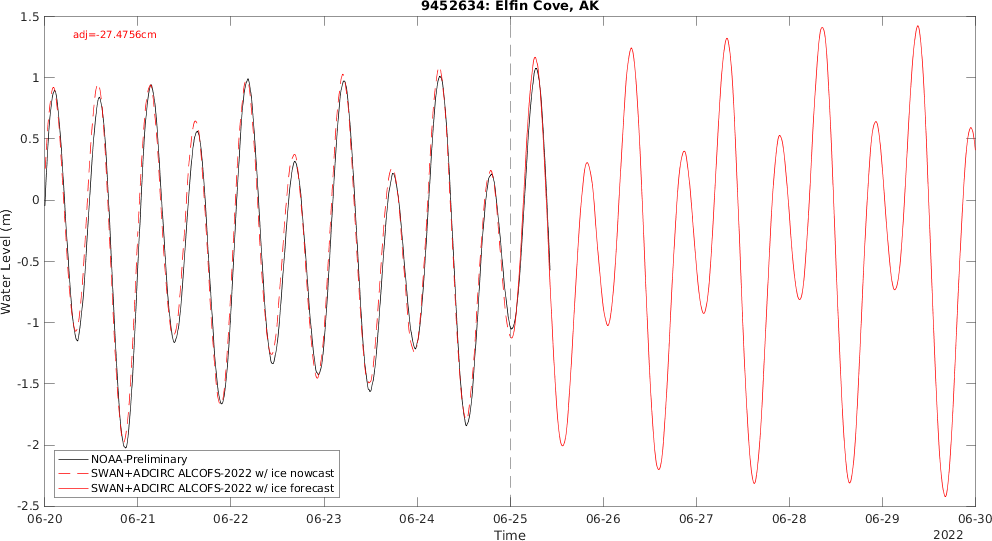 9452634: Elfin Cove, AK
adj=-27.4756cm
1.5
1
0.5
0
-0.5
-1
-1.5
-2
-2.5
Water Level (m)
NOAA-Preliminary
SWAN+ADCIRC ALCOFS-2022 w/ ice nowcast
SWAN+ADCIRC ALCOFS-2022 w/ ice forecast
06-20 06-21 06-22 06-23 06-24 06-25 06-26 06-27 06-28 06-29 06-30
Time
2022